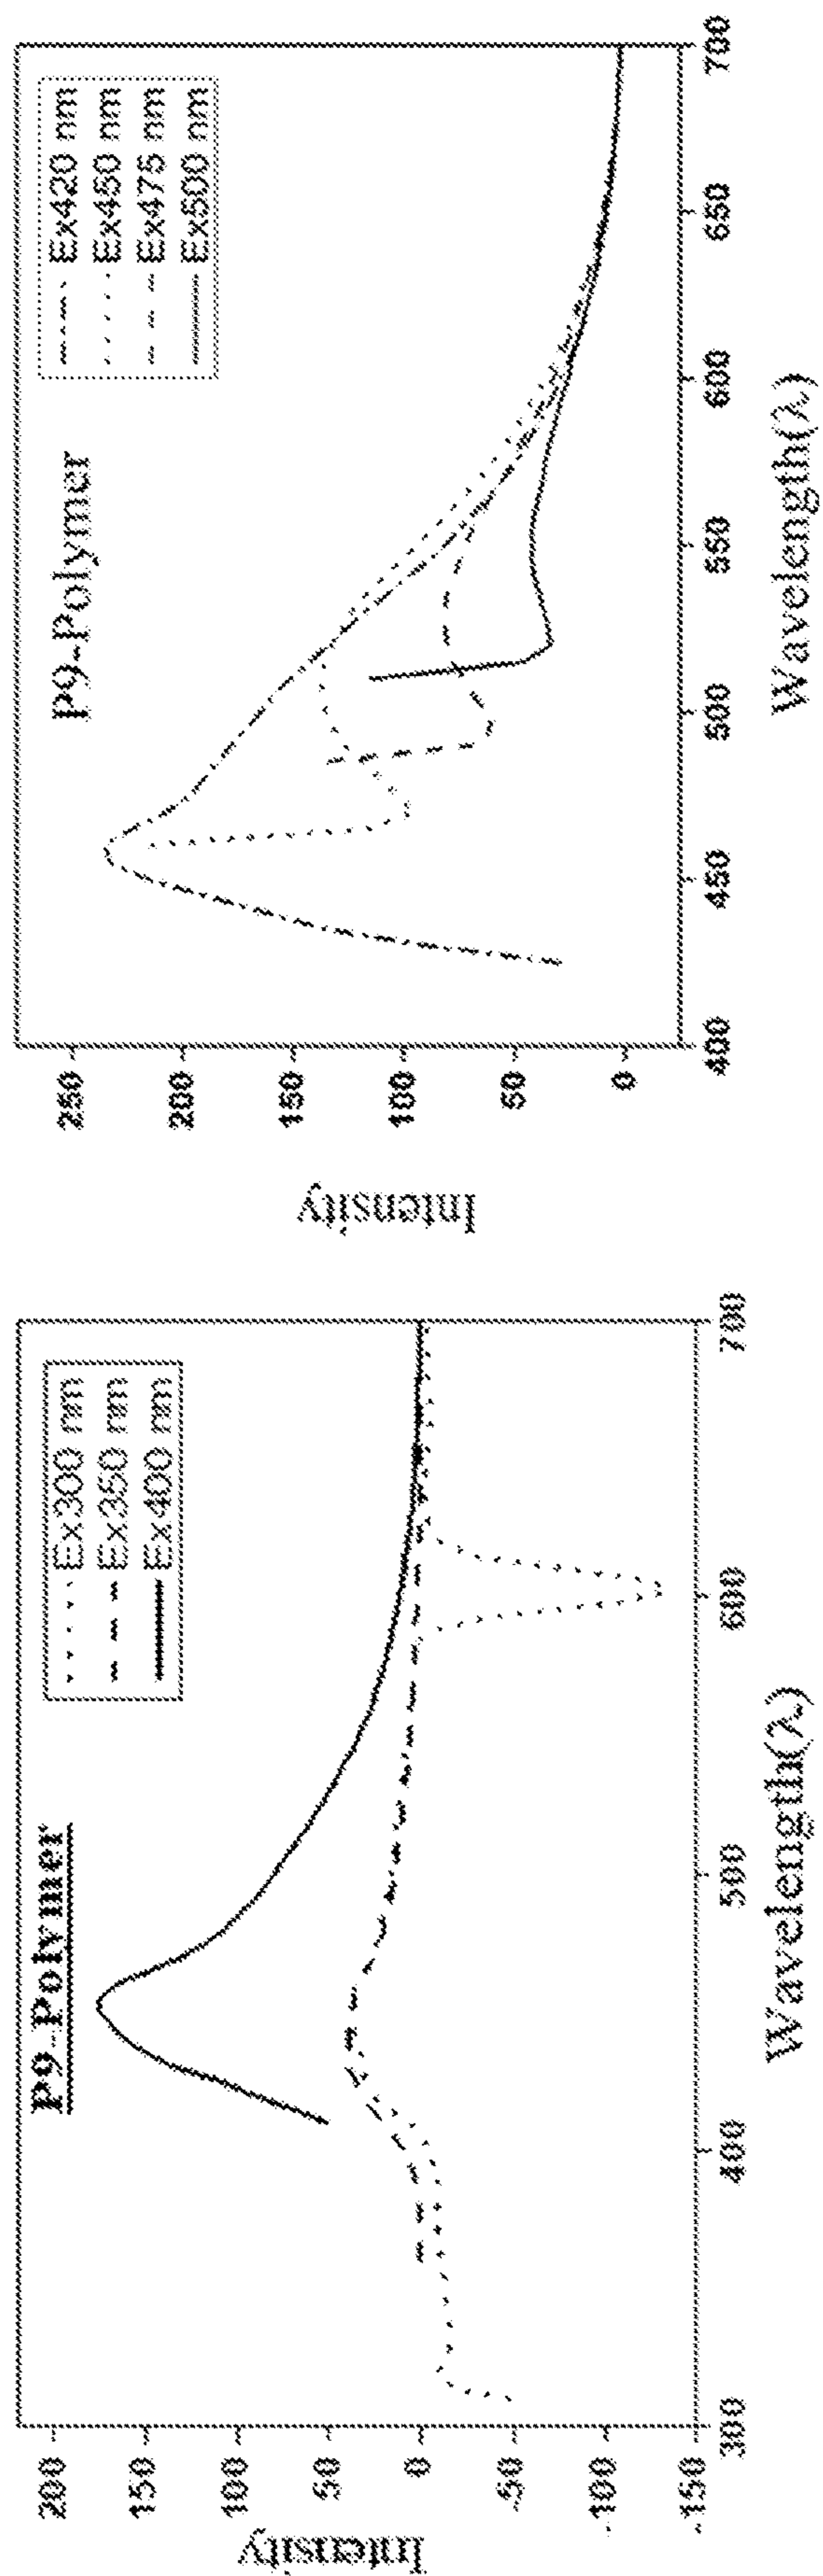 P9-Polymer
Ex300 nm
Ex350 nm
Ex400 nm
Intensity
200
150
100
50
0
-50
-100
-150
300
400
500
600
700
Wavelength(λ)
P9-Polymer
Ex420 nm
Ex450 nm
Ex475 nm
Ex500 nm
Intensity
250
200
150
100
50
0
400
450
500
550
600
650
700
Wavelength(λ)